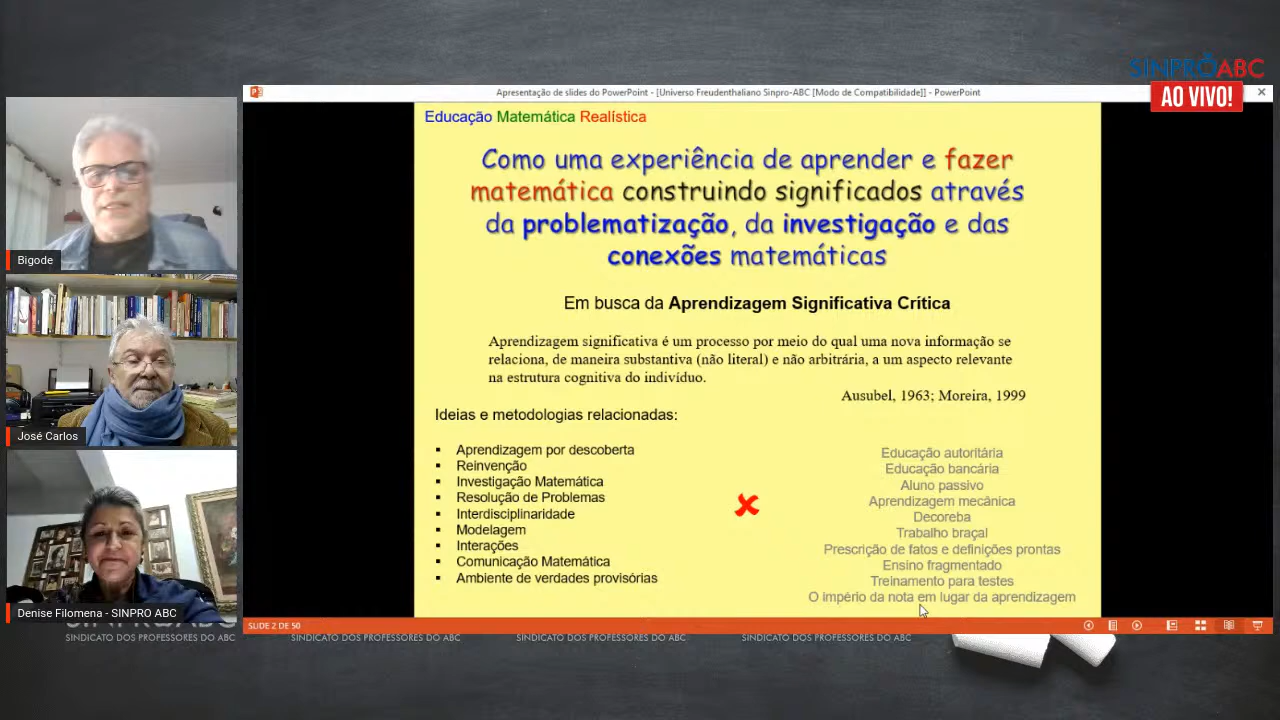 SINPROABC
AO VIVO!
Apresentação de slides do PowerPoint - [Universo Freudenthaliano Sinpro-ABC [Modo de Compatibilidade]] - PowerPoint
Educação Matemática Realística
Como uma experiência de aprender e fazer
matemática construindo significados através
da problematização, da investigação e das
conexões matemáticas
Em busca da Aprendizagem Significativa Crítica
Aprendizagem significativa é um processo por meio do qual uma nova informação se
relaciona, de maneira substantiva (não literal) e não arbitrária, a um aspecto relevante
na estrutura cognitiva do indivíduo.
Ausubel, 1963; Moreira, 1999
Ideias e metodologias relacionadas:
▪ Aprendizagem por descoberta
▪ Reinvenção
▪ Investigação Matemática
▪ Resolução de Problemas
▪ Interdisciplinaridade
▪ Modelagem
▪ Interações
▪ Comunicação Matemática
▪ Ambiente de verdades provisórias
Educação autoritária
Educação bancária
Aluno passivo
Aprendizagem mecânica
Decoreba
Trabalho braçal
Prescrição de fatos e definições prontas
Ensino fragmentado
Treinamento para testes
O império da nota em lugar da aprendizagem
SLIDE 2 DE 50
Bigode
José Carlos
Denise Filomena - SINPRO ABC
SINPROABC
SINDICATO DOS PROFESSORES DO ABC
SINDICATO DOS PROFESSORES DO ABC
SINDICATO DOS PROFESSORES DO ABC
SINDICATO DOS PROFESSORES DO ABC